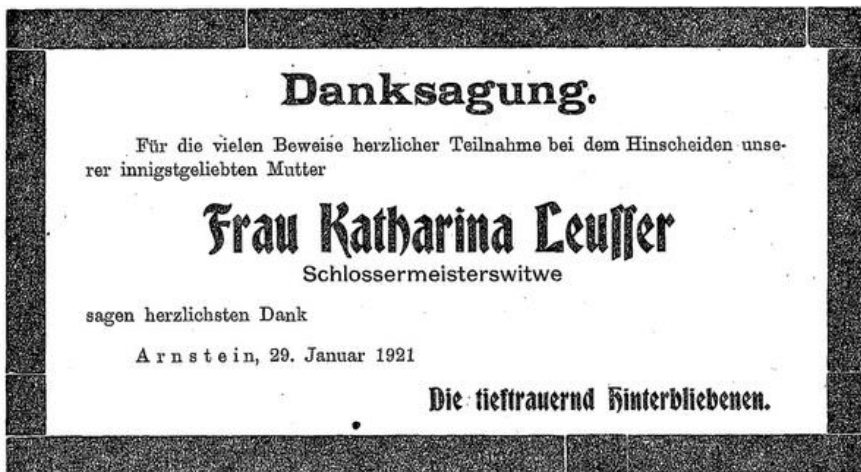 Danksagung.
Für die vielen Beweise herzlicher Teilnahme bei dem Hinscheiden unse-
rer innigstgeliebten Mutter
Frau Katharina Leusser
Schlossermeisterswitwe
sagen herzlichsten Dank
Arnstein, 29. Januar 1921
Die tieftrauernd Hinterbliebenen.